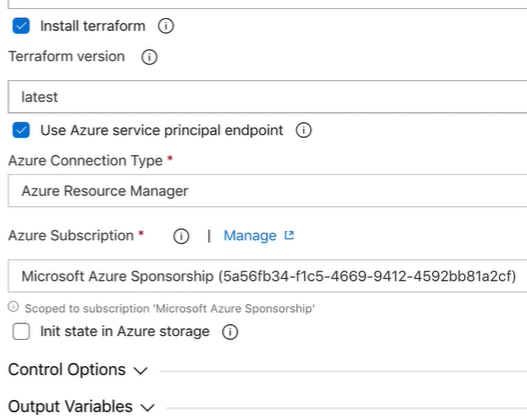 Install terraform
Terraform version
latest
Use Azure service principal endpoint
Azure Connection Type *
Azure Resource Manager
Azure Subscription * | Manage
Microsoft Azure Sponsorship (5a56fb34-f1c5-4669-9412-4592bb81a2cf)
Scoped to subscription 'Microsoft Azure Sponsorship'
Init state in Azure storage
Control Options
Output Variables